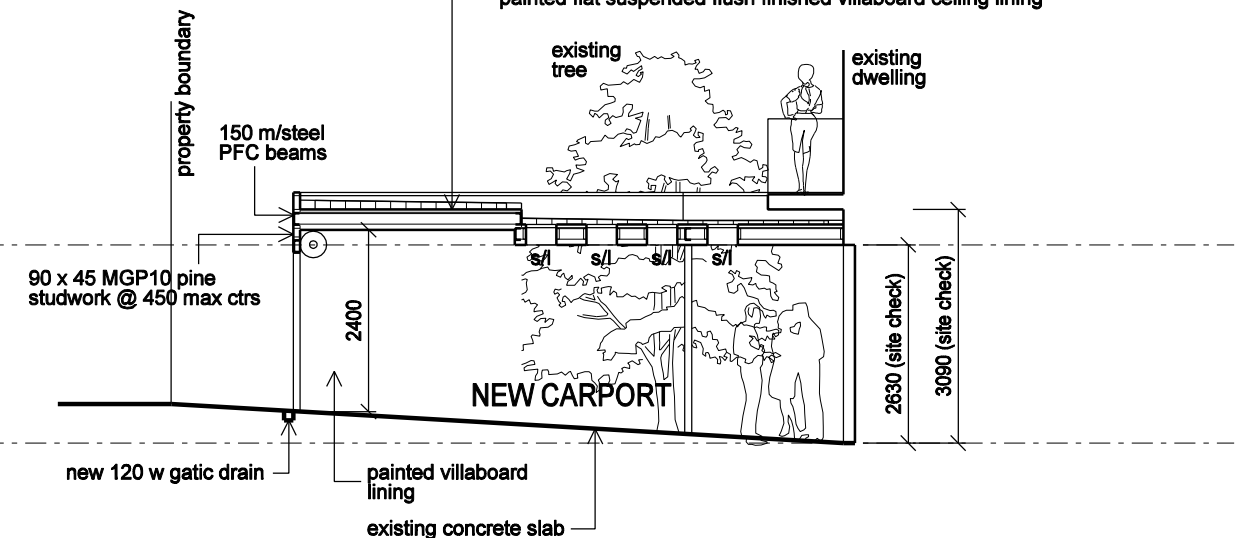 painted flat suspended flush finished villaboard ceiling lining
existing
tree
existing
dwelling
property boundary
150 m/steel
PFC beams
90 x 45 MGP10 pine
studwork @ 450 max ctrs
s/l
s/l
s/l
s/l
2400
2630 (site check)
3090 (site check)
NEW CARPORT
new 120 w gatic drain
painted villaboard
lining
existing concrete slab